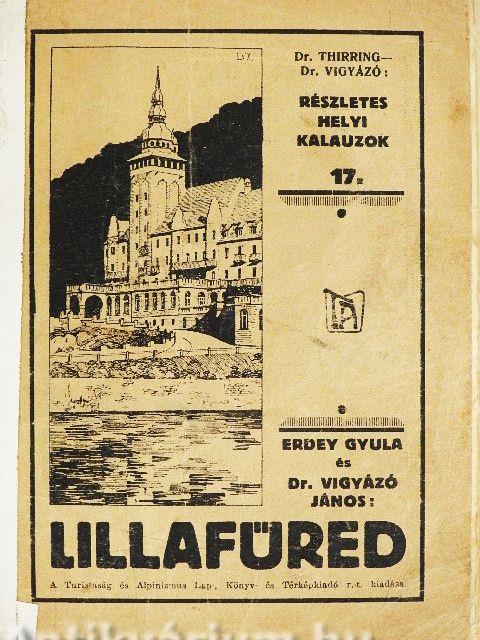 Dr. THIRRING—
Dr. VIGYÁZÓ:
RÉSZLETES
HELYI
KALAUZOK
17.
ERDEY GYULA
és
Dr. VIGYÁZÓ
JÁNOS:
LILLAFÜRED
A Turistaság és Alpinizmus Lap-, Könyv- és Térképkiadó r.-t. kiadása